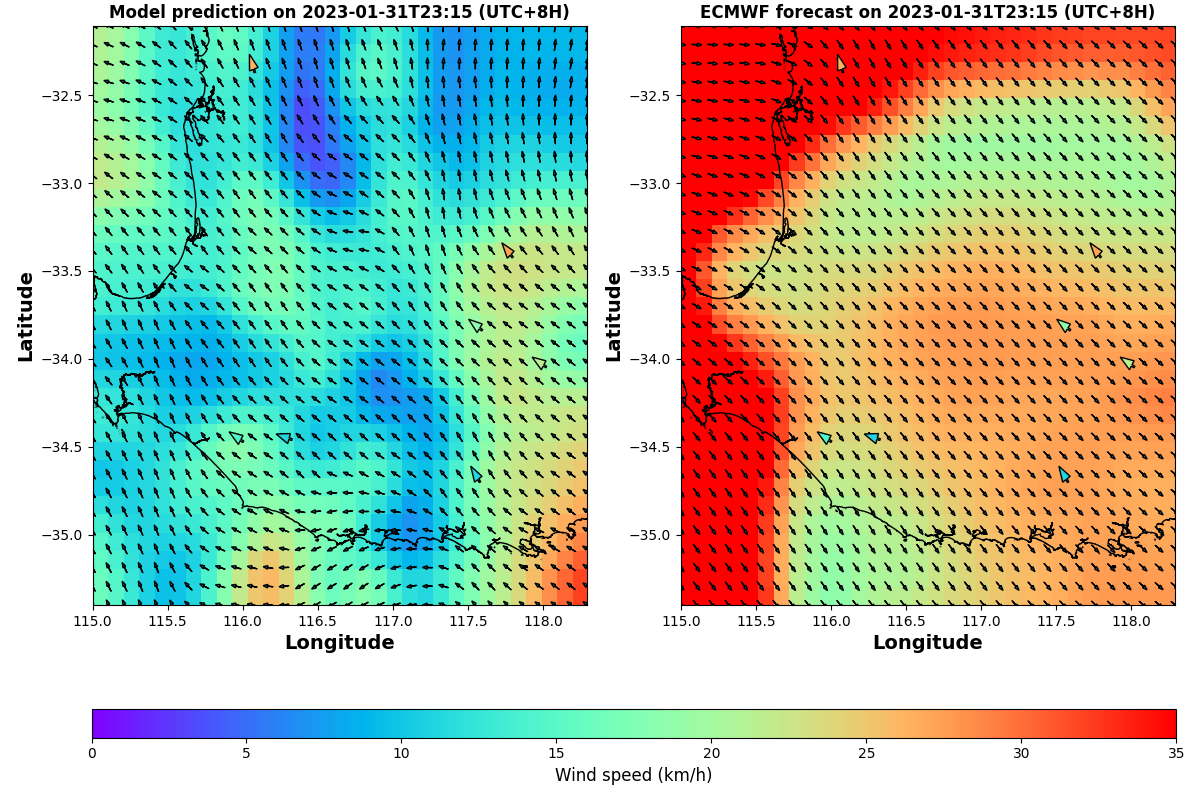 Model prediction on 2023-01-31T23:15 (UTC+8H)
ECMWF forecast on 2023-01-31T23:15 (UTC+8H)
Latitude
−32.5
−33.0
−33.5
−34.0
−34.5
−35.0
115.0 115.5 116.0 116.5 117.0 117.5 118.0
Longitude
Latitude
−32.5
−33.0
−33.5
−34.0
−34.5
−35.0
115.0 115.5 116.0 116.5 117.0 117.5 118.0
Longitude
0 5 10 15 20 25 30 35
Wind speed (km/h)